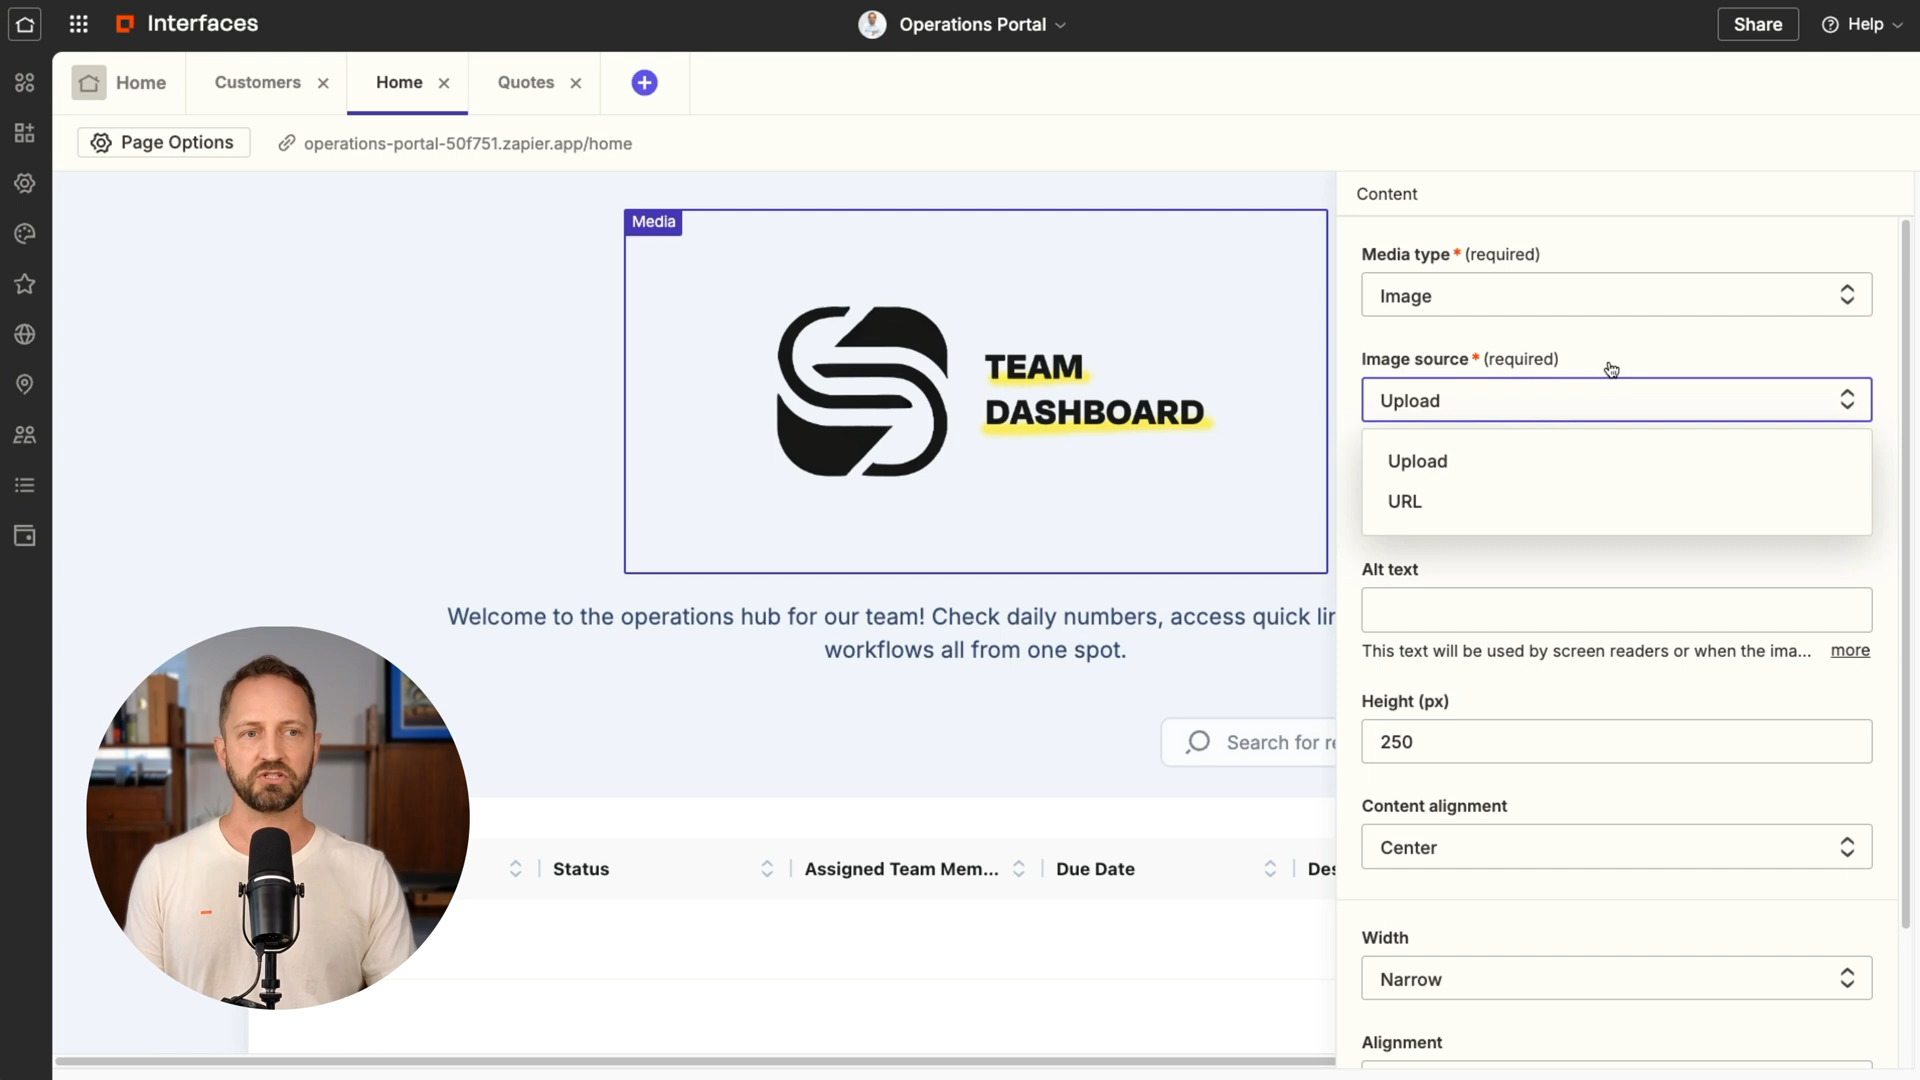 Interfaces
Operations Portal
Share
Help
Home
Customers
Home
Quotes
Page Options
operations-portal-50f751.zapier.app/home
Content
Media
Media type * (required)
Image
Image source * (required)
Upload
Upload
URL
TEAM
DASHBOARD
Alt text
This text will be used by screen readers or when the ima... more
Welcome to the operations hub for our team! Check daily numbers, access quick lin
workflows all from one spot.
Height (px)
250
Search for re
Content alignment
Center
Status
Assigned Team Mem...
Due Date
Des
Width
Narrow
Alignment